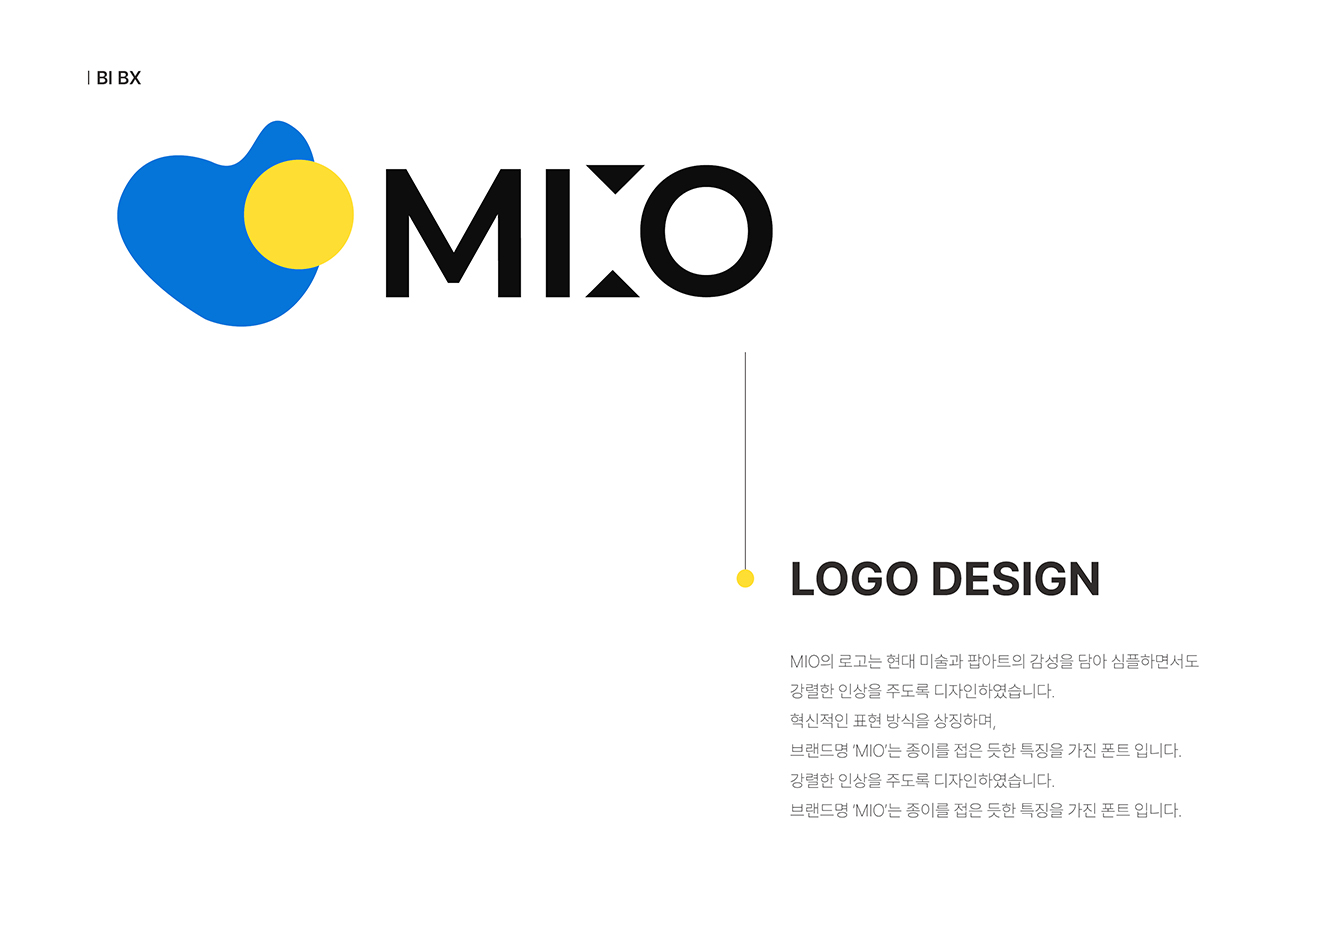 | BI BX
MIO
LOGO DESIGN
MIO의 로고는 현대 미술과 팝아트의 감성을 담아 심플하면서도
강렬한 인상을 주도록 디자인하였습니다.
혁신적인 표현 방식을 상징하며,
브랜드명 'MIO'는 종이를 접은 듯한 특징을 가진 폰트 입니다.
강렬한 인상을 주도록 디자인하였습니다.
브랜드명 'MIO'는 종이를 접은 듯한 특징을 가진 폰트 입니다.